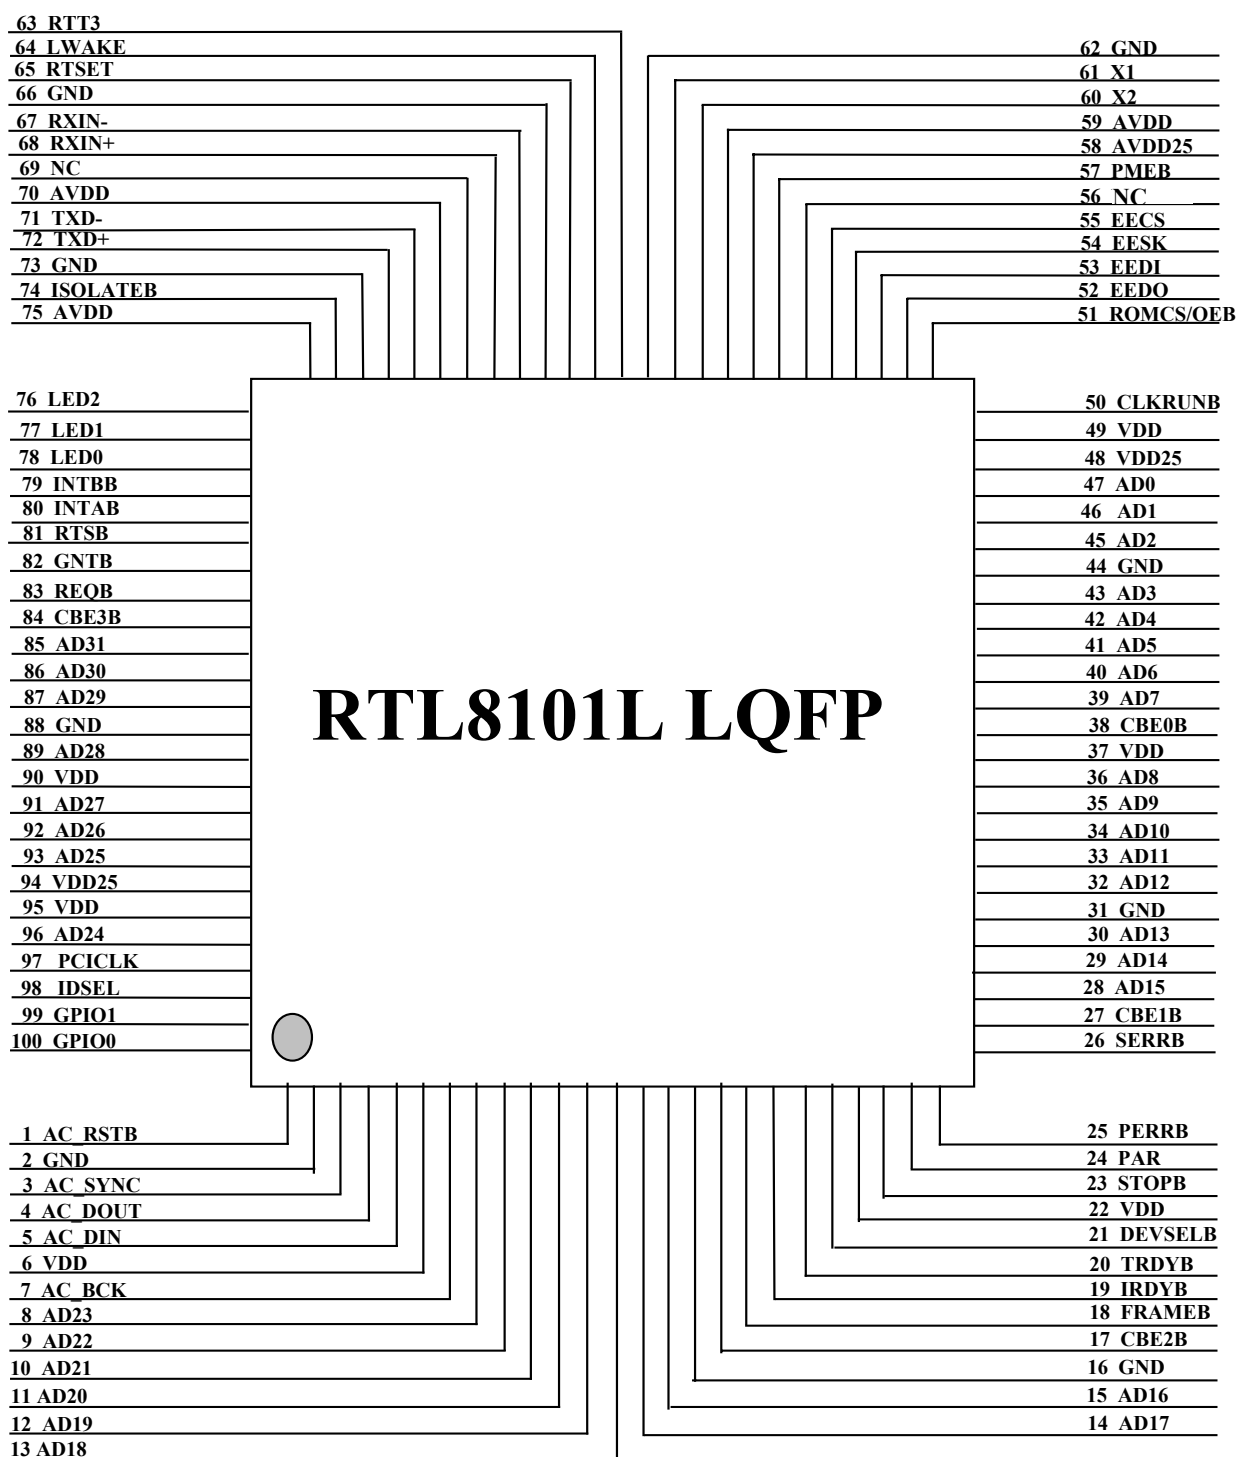 63 RTT3
64 LWAKE
65 RTSET
66 GND
67 RXIN-
68 RXIN+
69 NC
70 AVDD
71 TXD-
72 TXD+
73 GND
74 ISOLATEB
75 AVDD
62 GND
61 X1
60 X2
59 AVDD
58 AVDD25
57 PMEB
56 NC
55 EECS
54 EESK
53 EEDI
52 EEDO
51 ROMCS/OEB
76 LED2
77 LED1
78 LED0
79 INTBB
80 INTAB
81 RTSB
82 GNTB
83 REQB
84 CBE3B
85 AD31
86 AD30
87 AD29
88 GND
89 AD28
90 VDD
91 AD27
92 AD26
93 AD25
94 VDD25
95 VDD
96 AD24
97 PCICLK
98 IDSEL
99 GPIO1
100 GPIO0
RTL8101L LQFP
50 CLKRUNB
49 VDD
48 VDD25
47 AD0
46 AD1
45 AD2
44 GND
43 AD3
42 AD4
41 AD5
40 AD6
39 AD7
38 CBE0B
37 VDD
36 AD8
35 AD9
34 AD10
33 AD11
32 AD12
31 GND
30 AD13
29 AD14
28 AD15
27 CBE1B
26 SERRB
1 AC_RSTB
2 GND
3 AC_SYNC
4 AC_DOUT
5 AC_DIN
6 VDD
7 AC_BCK
8 AD23
9 AD22
10 AD21
11 AD20
12 AD19
13 AD18
25 PERRB
24 PAR
23 STOPB
22 VDD
21 DEVSELB
20 TRDYB
19 IRDYB
18 FRAMEB
17 CBE2B
16 GND
15 AD16
14 AD17